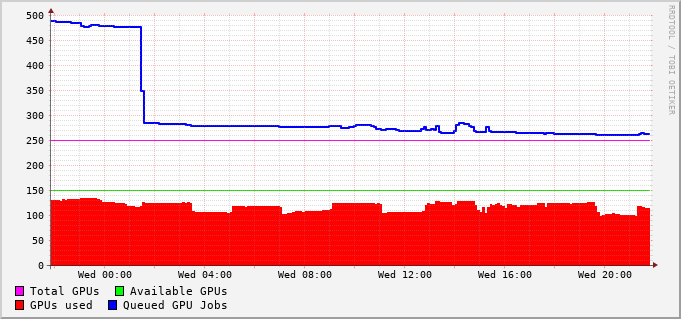 RRDTOOL / TOBI OETIKER
500
450
400
350
300
250
200
150
100
50
0
Wed 00:00 Wed 04:00 Wed 08:00 Wed 12:00 Wed 16:00 Wed 20:00
Total GPUs Available GPUs
GPUs used Queued GPU Jobs